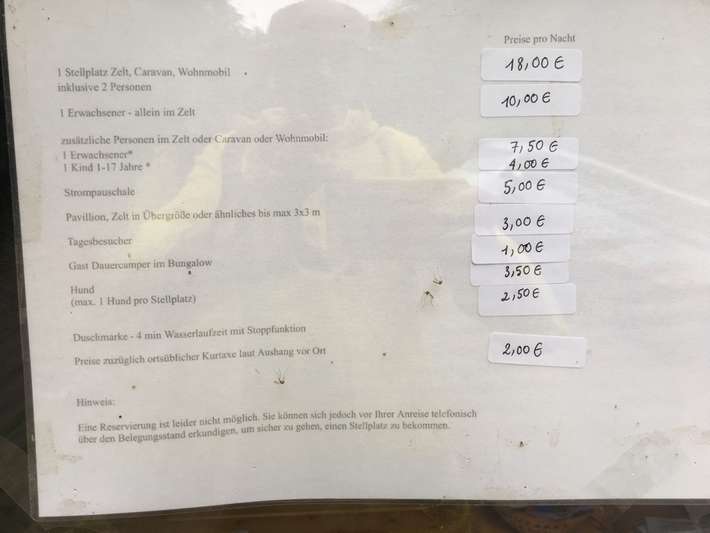 Preise pro Nacht
1 Stellplatz Zelt, Caravan, Wohnmobil 18,00 €
inklusive 2 Personen
1 Erwachsener - allein im Zelt 10,00 €
zusätzliche Personen im Zelt oder Caravan oder Wohnmobil:
1 Erwachsener* 7,50 €
1 Kind 1-17 Jahre * 4,00 €
Strompauschale 5,00 €
Pavillion, Zelt in Übergröße oder ähnliches bis max 3x3 m 3,00 €
Tagesbesucher 1,00 €
Gast Dauercamper im Bungalow 3,50 €
Hund 2,50 €
(max. 1 Hund pro Stellplatz)
Duschmarke - 4 min Wasserlaufzeit mit Stoppfunktion 2,00 €
Preise zuzüglich ortsüblicher Kurtaxe laut Aushang vor Ort
Hinweis:
Eine Reservierung ist leider nicht möglich. Sie können sich jedoch vor Ihrer Anreise telefonisch
über den Belegungsstand erkundigen, um sicher zu gehen, einen Stellplatz zu bekommen.